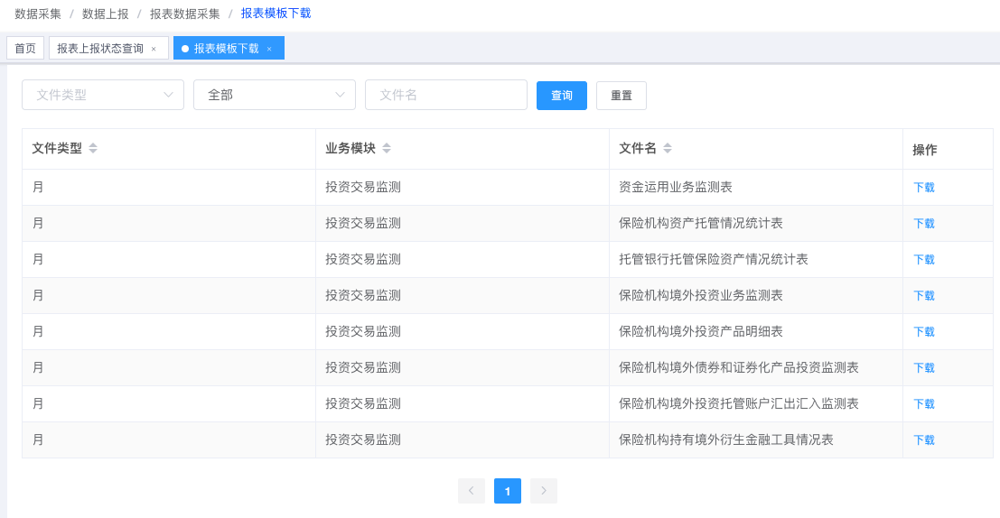 数据采集 / 数据上报 / 报表数据采集 / 报表模板下载
首页 报表上报状态查询 × 报表模板下载 ×
文件类型 全部 文件名 查询 重置
文件类型 业务模块 文件名 操作
月 投资交易监测 资金运用业务监测表 下载
月 投资交易监测 保险机构资产托管情况统计表 下载
月 投资交易监测 托管银行托管保险资产情况统计表 下载
月 投资交易监测 保险机构境外投资业务监测表 下载
月 投资交易监测 保险机构境外投资产品明细表 下载
月 投资交易监测 保险机构境外债券和证券化产品投资监测表 下载
月 投资交易监测 保险机构境外投资托管账户汇出汇入监测表 下载
月 投资交易监测 保险机构持有境外衍生金融工具情况表 下载
1